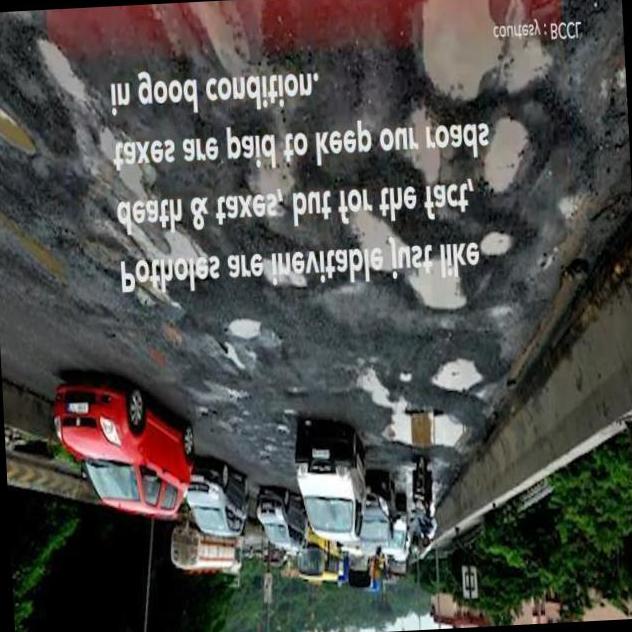 Potholes are inevitable just like
death & taxes, but for the fact,
taxes are paid to keep our roads
in good condition.
courtesy : BCCL